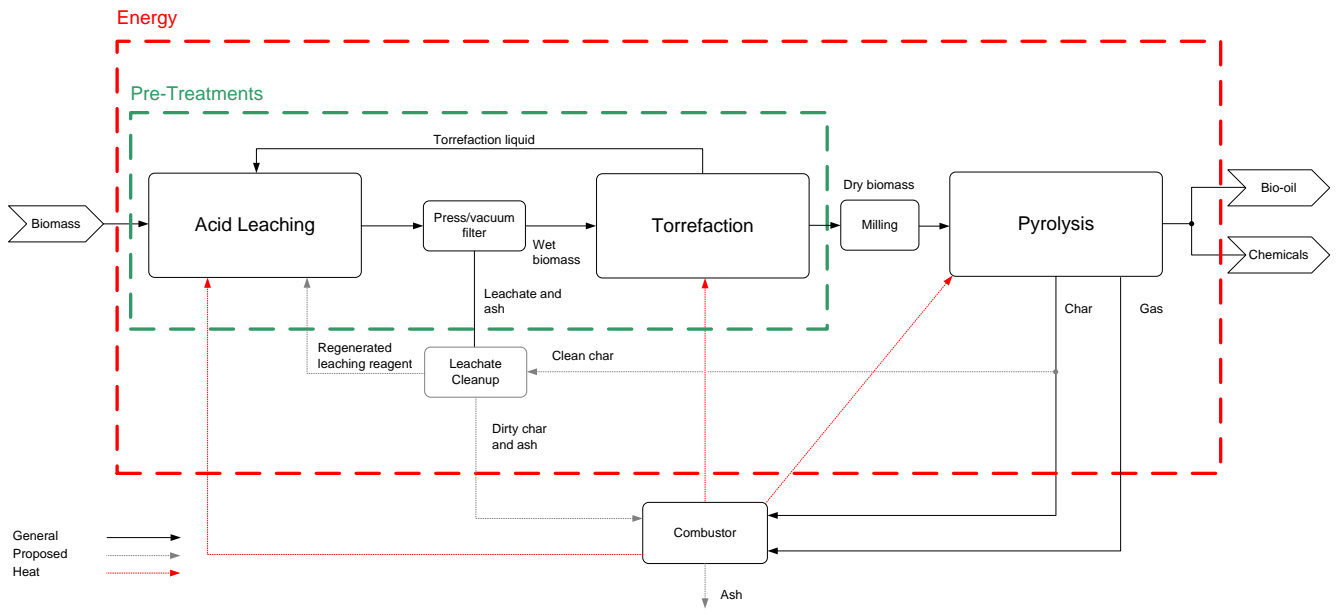 Energy
Pre-Treatments
Torrefaction liquid
Biomass
Acid Leaching
Press/vacuum
filter
Wet
biomass
Torrefaction
Dry biomass
Milling
Pyrolysis
Bio-oil
Chemicals
Leachate and
ash
Char
Gas
Regenerated
leaching reagent
Leachate
Cleanup
Clean char
Dirty char
and ash
Combustor
General
Proposed
Heat
Ash